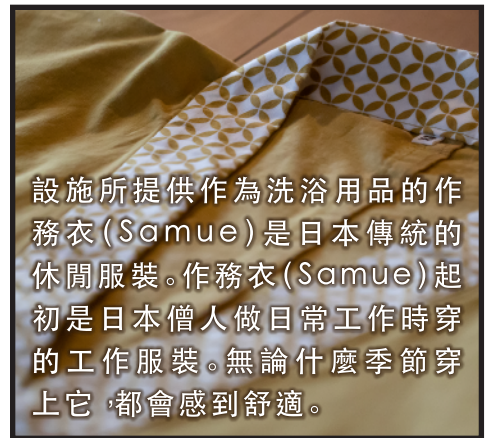 設施所提供作為洗浴用品的作
務衣(Samue)是日本傳統的
休閒服裝。作務衣(Samue)起
初是日本僧人做日常工作時穿
的工作服裝。無論什麼季節穿
上它,都會感到舒適。